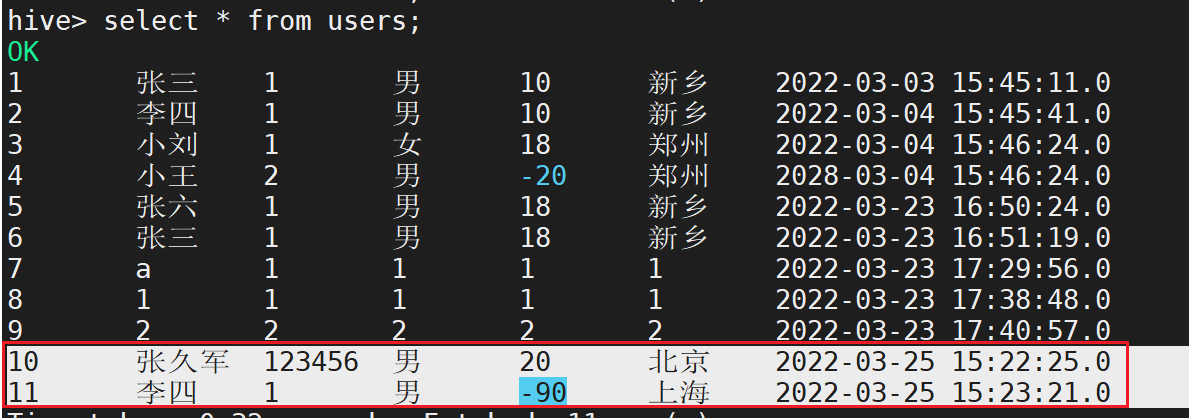 hive> select * from users;
OK
1 张三 1 男 10 新乡 2022-03-03 15:45:11.0
2 李四 1 男 10 新乡 2022-03-04 15:45:41.0
3 小刘 1 女 18 郑州 2022-03-04 15:46:24.0
4 小王 2 男 -20 郑州 2028-03-04 15:46:24.0
5 张六 1 男 18 新乡 2022-03-23 16:50:24.0
6 张三 1 男 18 新乡 2022-03-23 16:51:19.0
7 a 1 1 1 1 2022-03-23 17:29:56.0
8 1 1 1 1 1 2022-03-23 17:38:48.0
9 2 2 2 2 2 2022-03-23 17:40:57.0
10 张久军 123456 男 20 北京 2022-03-25 15:22:25.0
11 李四 1 男 -90 上海 2022-03-25 15:23:21.0